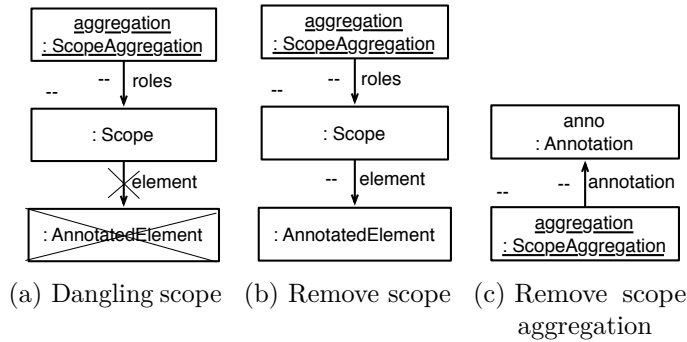 aggregation
: ScopeAggregation
-- roles
--
: Scope
element
: AnnotatedElement
(a) Dangling scope
aggregation
: ScopeAggregation
-- roles
--
: Scope
-- element
: AnnotatedElement
(b) Remove scope
anno
: Annotation
-- annotation
--
aggregation
: ScopeAggregation
(c) Remove scope
aggregation